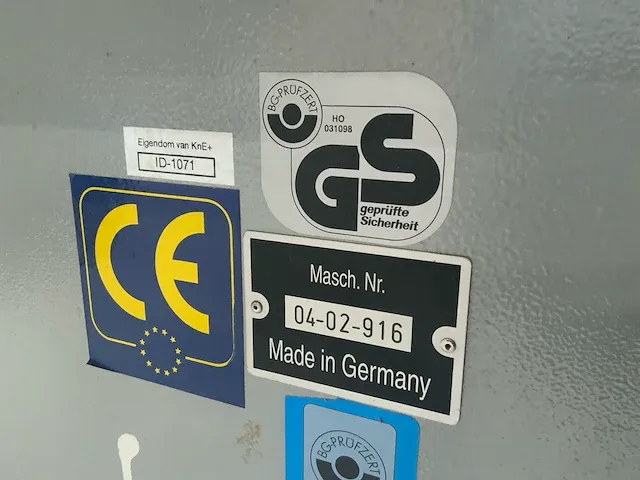 BG-PRÜFZERT
HO
031098
GS
geprüfte
Sicherheit
Eigendom van KnE+
ID-1071
CE
Masch. Nr.
04-02-916
Made in Germany
BG-PRÜFZERT